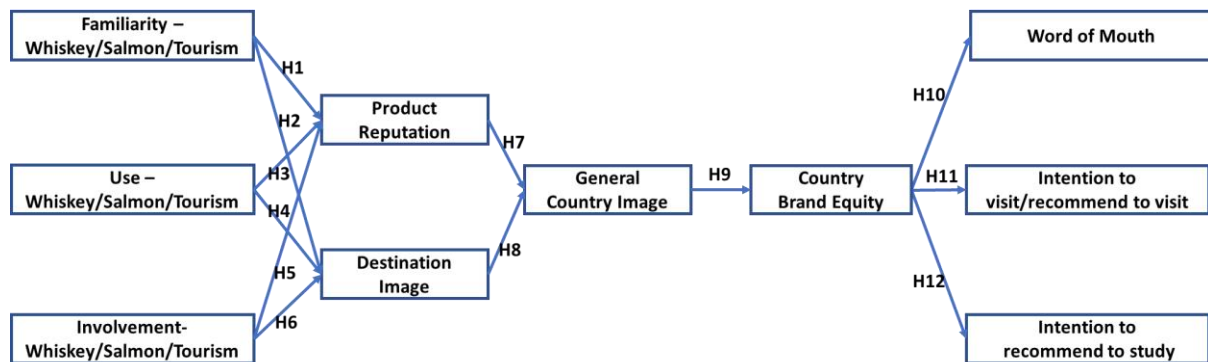 Familiarity –
Whiskey/Salmon/Tourism
Word of Mouth
H1
H10
Product
Reputation
H2
H7
Use –
Whiskey/Salmon/Tourism
H3
General
Country Image
H9
Country
Brand Equity
H11
Intention to
visit/recommend to visit
H4
H8
Destination
Image
H5
H12
H6
Involvement-
Whiskey/Salmon/Tourism
Intention to
recommend to study